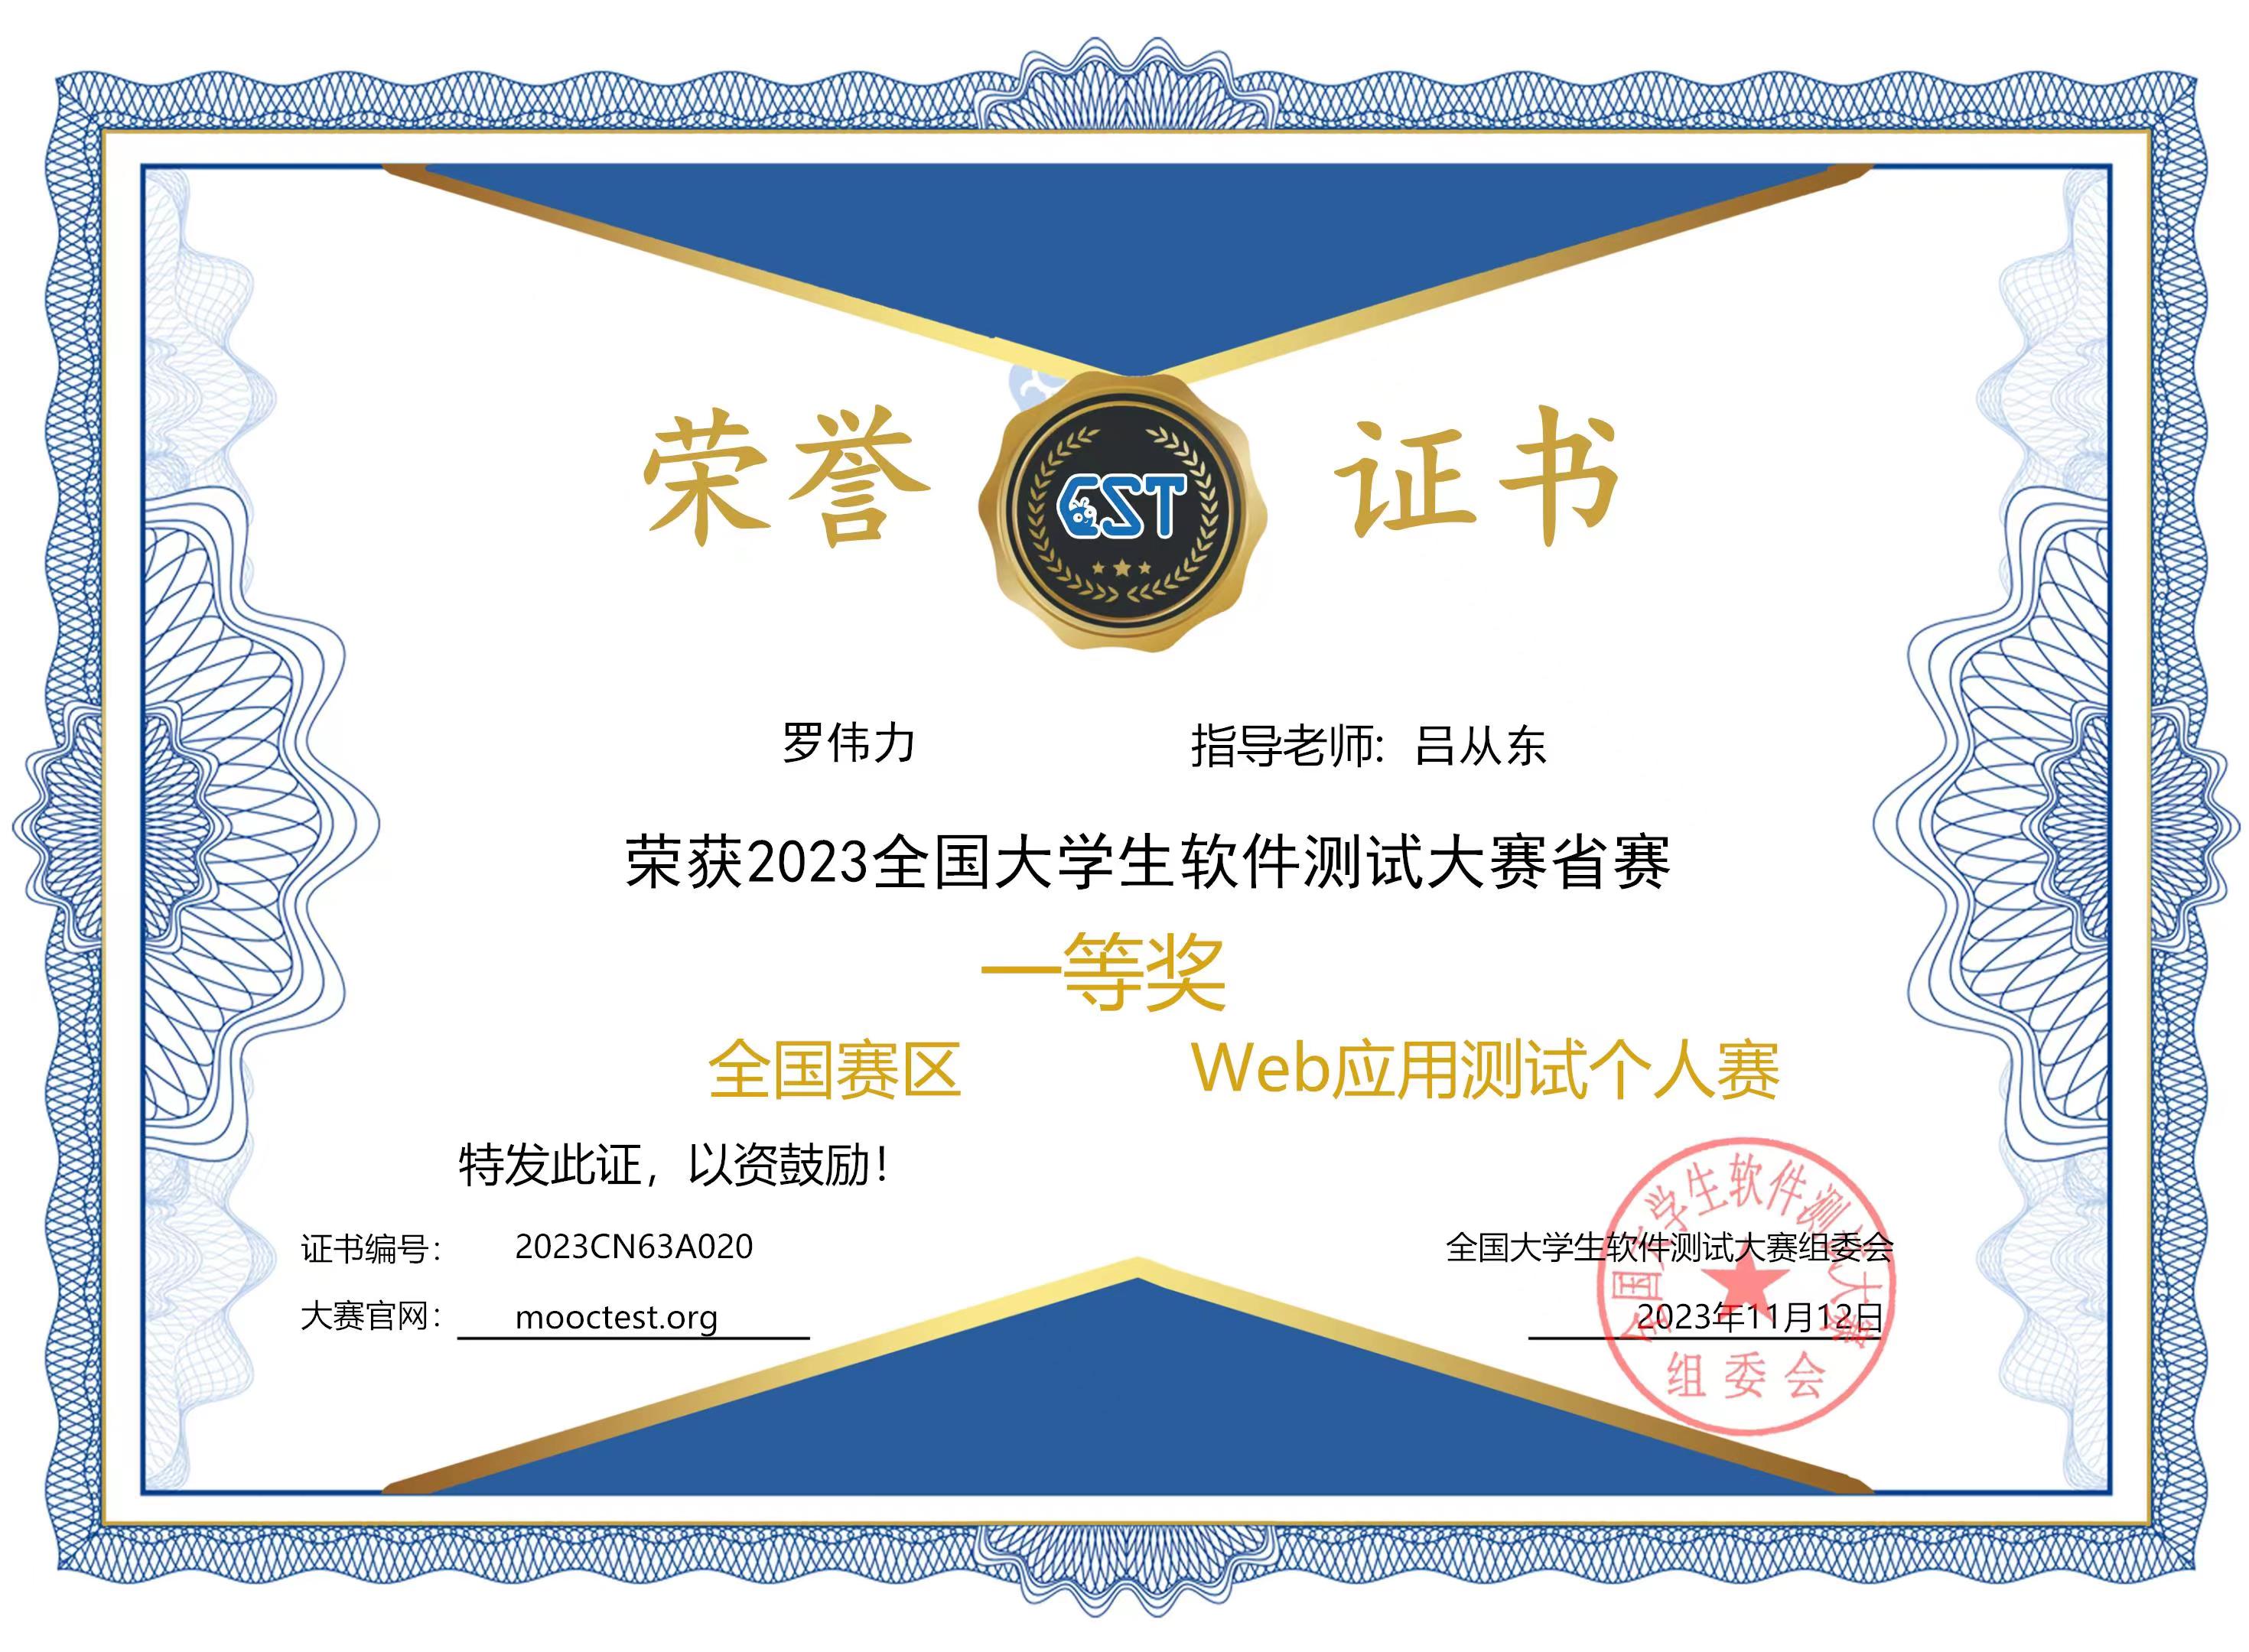 荣誉 证书
CST
罗伟力 指导老师: 吕从东
荣获2023全国大学生软件测试大赛省赛
一等奖
全国赛区 Web应用测试个人赛
特发此证，以资鼓励！
证书编号： 2023CN63A020
全国大学生软件测试大赛组委会
大赛官网： mooctest.org
2023年11月12日
全国大学生软件测试大赛
组委会